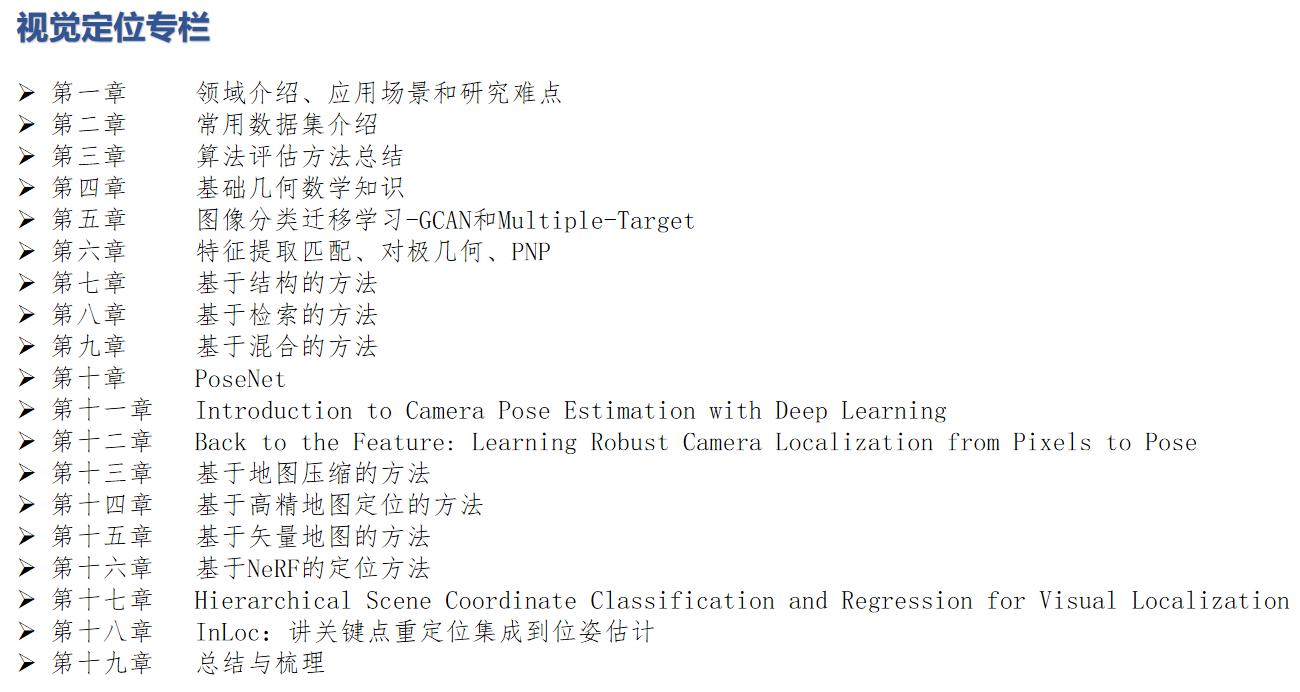 视觉定位专栏
➢ 第一章 领域介绍、应用场景和研究难点
➢ 第二章 常用数据集介绍
➢ 第三章 算法评估方法总结
➢ 第四章 基础几何数学知识
➢ 第五章 图像分类迁移学习-GCAN和Multiple-Target
➢ 第六章 特征提取匹配、对极几何、PNP
➢ 第七章 基于结构的方法
➢ 第八章 基于检索的方法
➢ 第九章 基于混合的方法
➢ 第十章 PoseNet
➢ 第十一章 Introduction to Camera Pose Estimation with Deep Learning
➢ 第十二章 Back to the Feature: Learning Robust Camera Localization from Pixels to Pose
➢ 第十三章 基于地图压缩的方法
➢ 第十四章 基于高精地图定位的方法
➢ 第十五章 基于矢量地图的方法
➢ 第十六章 基于NeRF的定位方法
➢ 第十七章 Hierarchical Scene Coordinate Classification and Regression for Visual Localization
➢ 第十八章 InLoc：讲关键点重定位集成到位姿估计
➢ 第十九章 总结与梳理